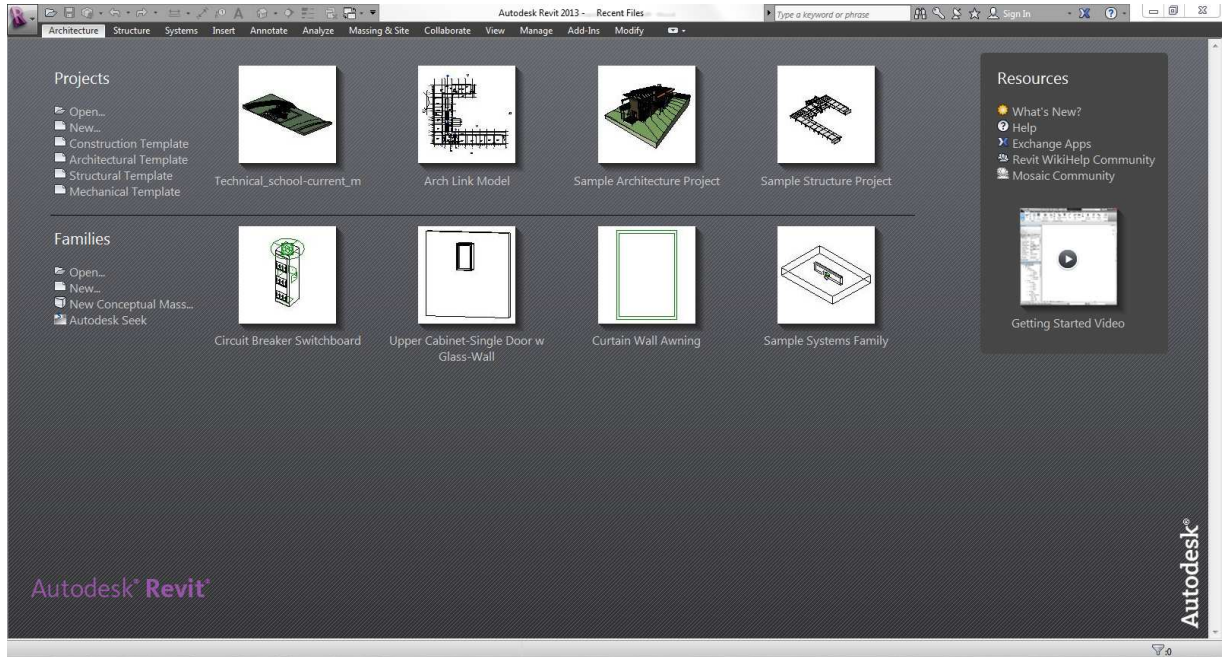 Autodesk Revit 2013 - Recent Files
Type a keyword or phrase
Sign In
Architecture Structure Systems Insert Annotate Analyze Massing & Site Collaborate View Manage Add-Ins Modify
Projects
Open...
New...
Construction Template
Architectural Template
Structural Template
Mechanical Template
Technical_school-current_m
Arch Link Model
Sample Architecture Project
Sample Structure Project
Families
Open...
New...
New Conceptual Mass...
Autodesk Seek
Circuit Breaker Switchboard
Upper Cabinet-Single Door w
Glass-Wall
Curtain Wall Awning
Sample Systems Family
Resources
What's New?
Help
Exchange Apps
Revit WikiHelp Community
Mosaic Community
Getting Started Video
Autodesk® Revit®
Autodesk®
:0